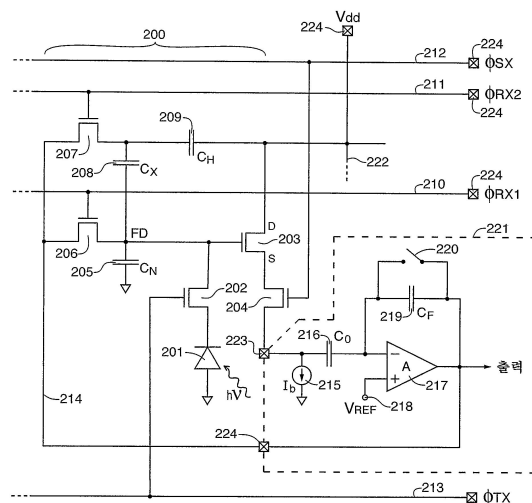 200
Vdd
224
212
224
ϕSX
211
ϕRX2
224
209
CH
207
208
CX
222
210
224
ϕRX1
221
FD
D
203
S
206
205
CN
202
204
220
219
CF
223
216
C0
201
hν
Ib
215
A
217
출력
VREF
218
214
224
213
ϕTX